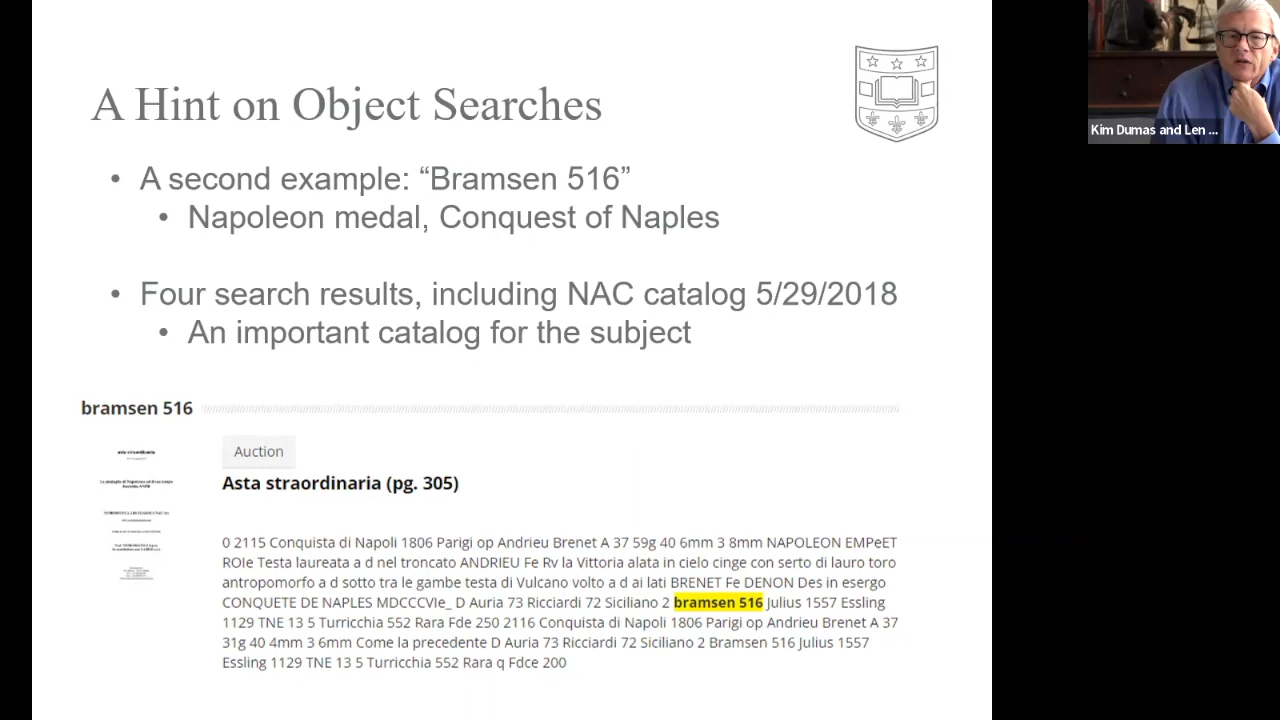 A Hint on Object Searches
• A second example: “Bramsen 516”
• Napoleon medal, Conquest of Naples
• Four search results, including NAC catalog 5/29/2018
• An important catalog for the subject
bramsen 516
Auction
Asta straordinaria (pg. 305)
asta straordinaria
0 2115 Conquista di Napoli 1806 Parigi op Andrieu Brenet A 37 59g 40 6mm 3 8mm NAPOLEON EMPeET
ROIe Testa laureata a d nel troncato ANDRIEU Fe Rv la Vittoria alata in cielo cinge con serto di lauro toro
antropomorfo a d sotto tra le gambe testa di Vulcano volto a d ai lati BRENET Fe DENON Des in esergo
CONQUETE DE NAPLES MDCCCVIe_ D Auria 73 Ricciardi 72 Siciliano 2 bramsen 516 Julius 1557 Essling
1129 TNE 13 5 Turricchia 552 Rara Fde 250 2116 Conquista di Napoli 1806 Parigi op Andrieu Brenet A 37
31g 40 4mm 3 6mm Come la precedente D Auria 73 Ricciardi 72 Siciliano 2 Bramsen 516 Julius 1557
Essling 1129 TNE 13 5 Turricchia 552 Rara q Fdce 200
Kim Dumas and Len ...